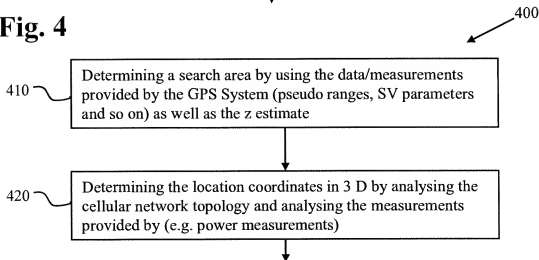 Fig. 4
400
410
Determining a search area by using the data/measurements
provided by the GPS System (pseudo ranges, SV parameters
and so on) as well as the z estimate
420
Determining the location coordinates in 3 D by analysing the
cellular network topology and analysing the measurements
provided by (e.g. power measurements)